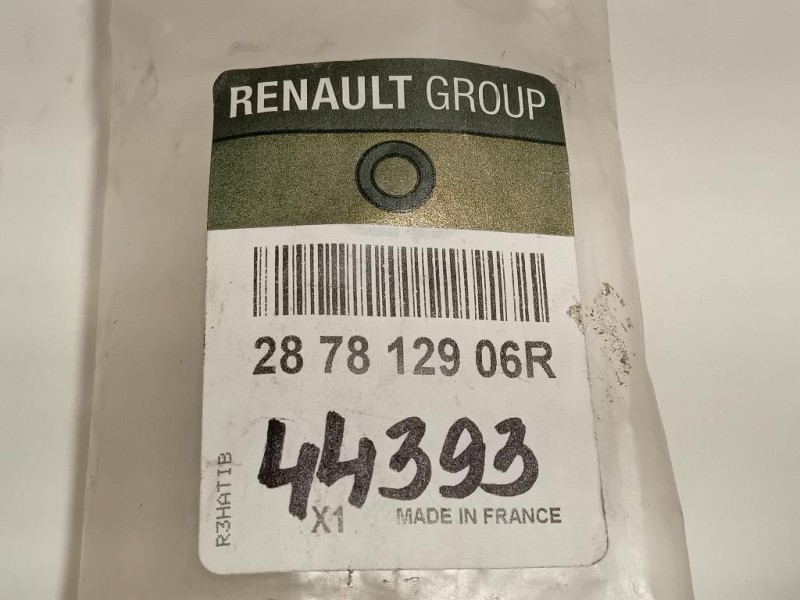 RENAULT GROUP
28 78 129 06R
44393
X1 MADE IN FRANCE
R3HATIB